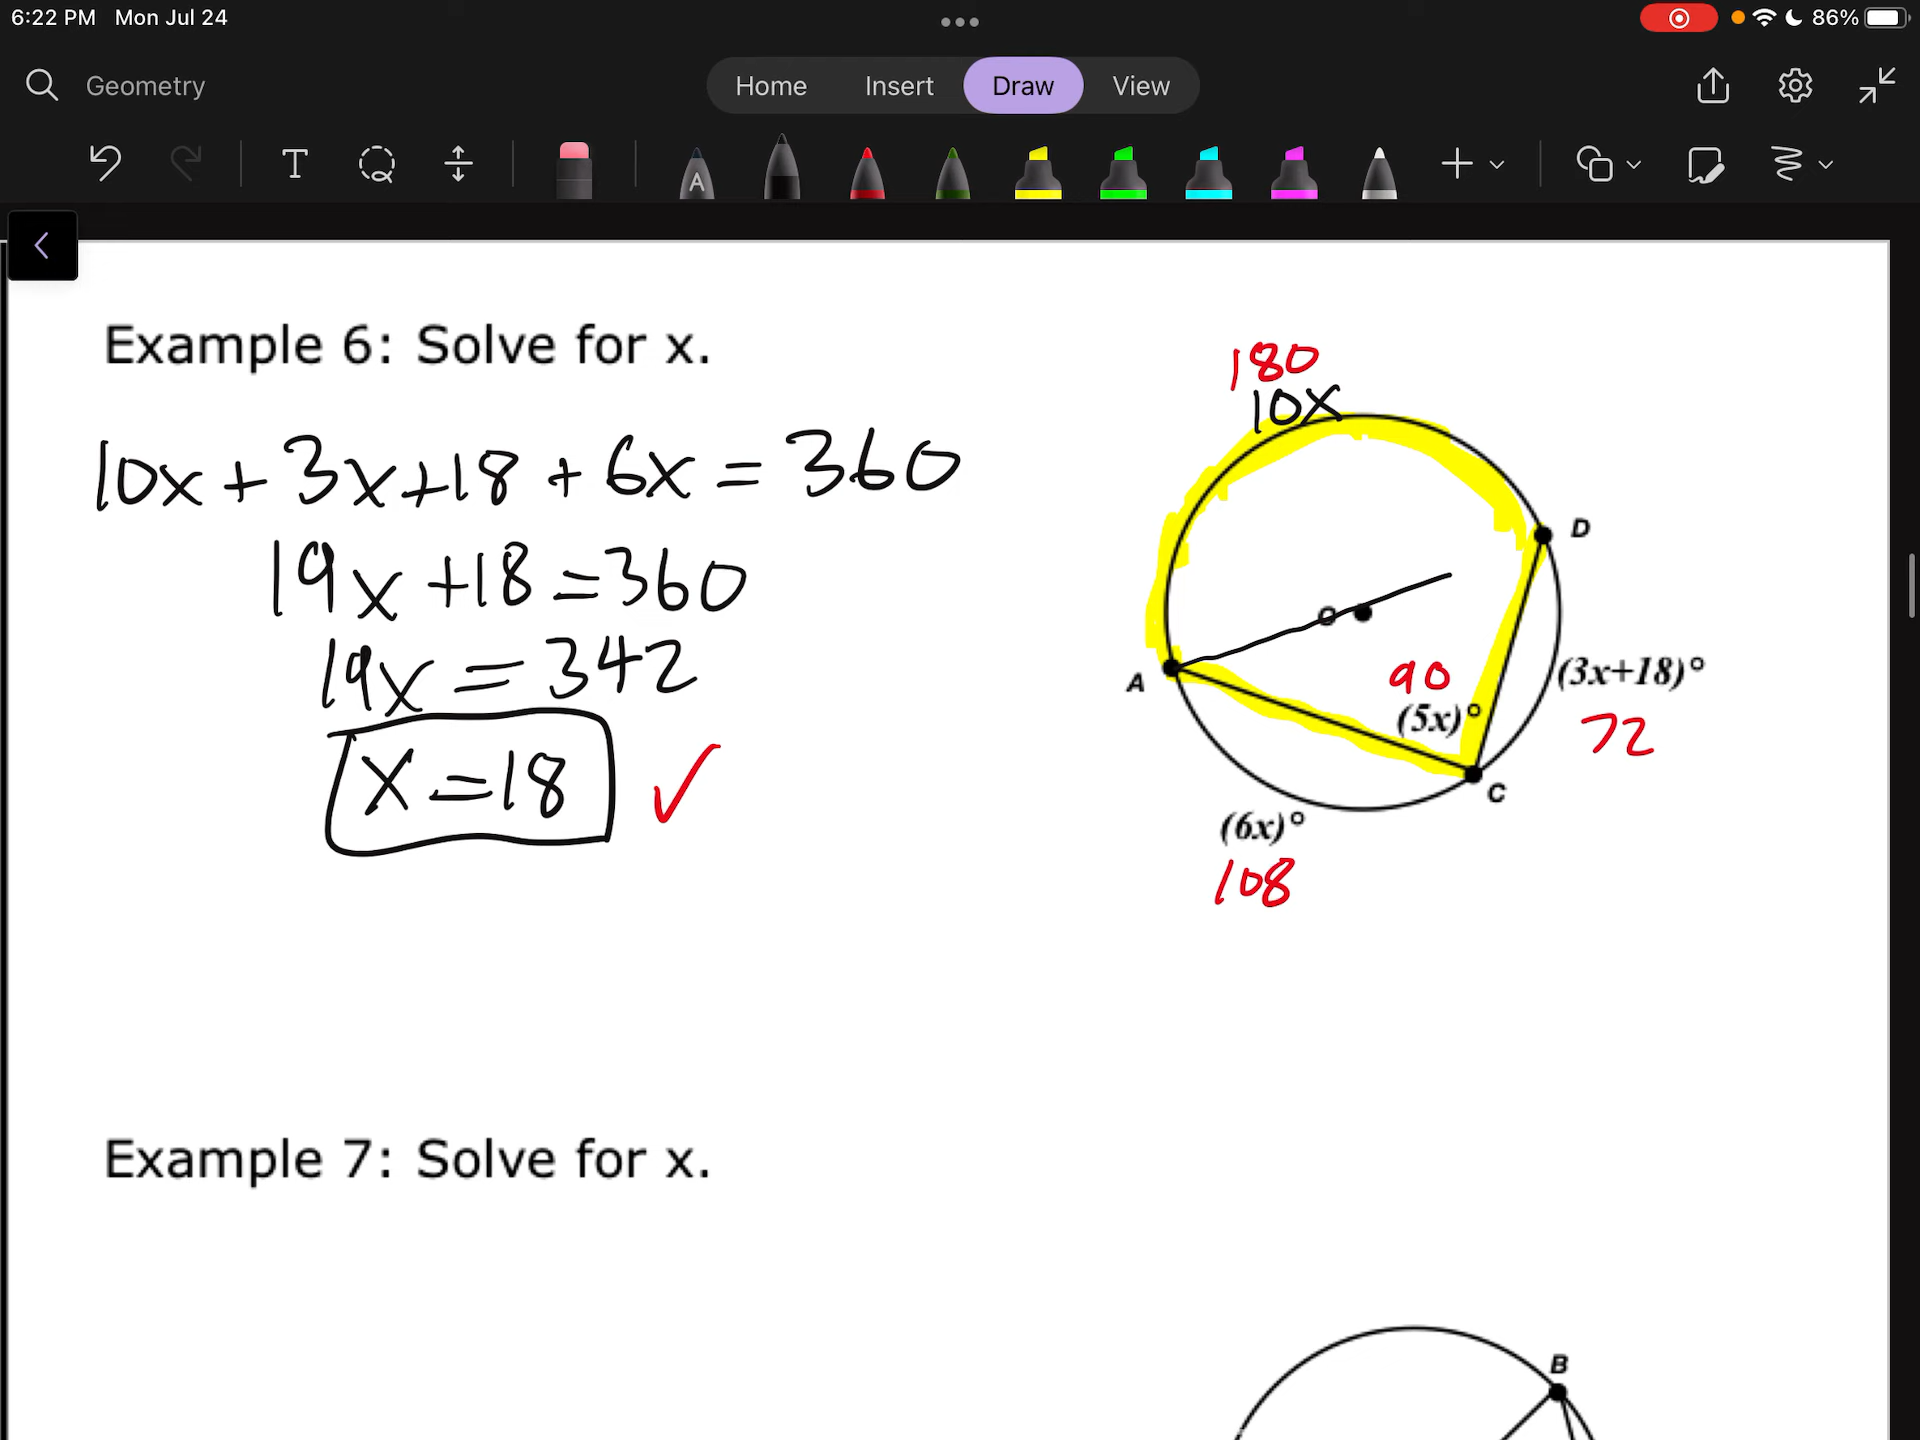 6:22 PM Mon Jul 24
86%
Geometry
Home Insert Draw View
T
A
Example 6: Solve for x.
10x + 3x+18 + 6x = 360
19x +18 = 360
19x = 342
x = 18 ✓
180
10x
D
O
A
90
(5x)°
(3x+18)°
72
C
(6x)°
108
Example 7: Solve for x.
B